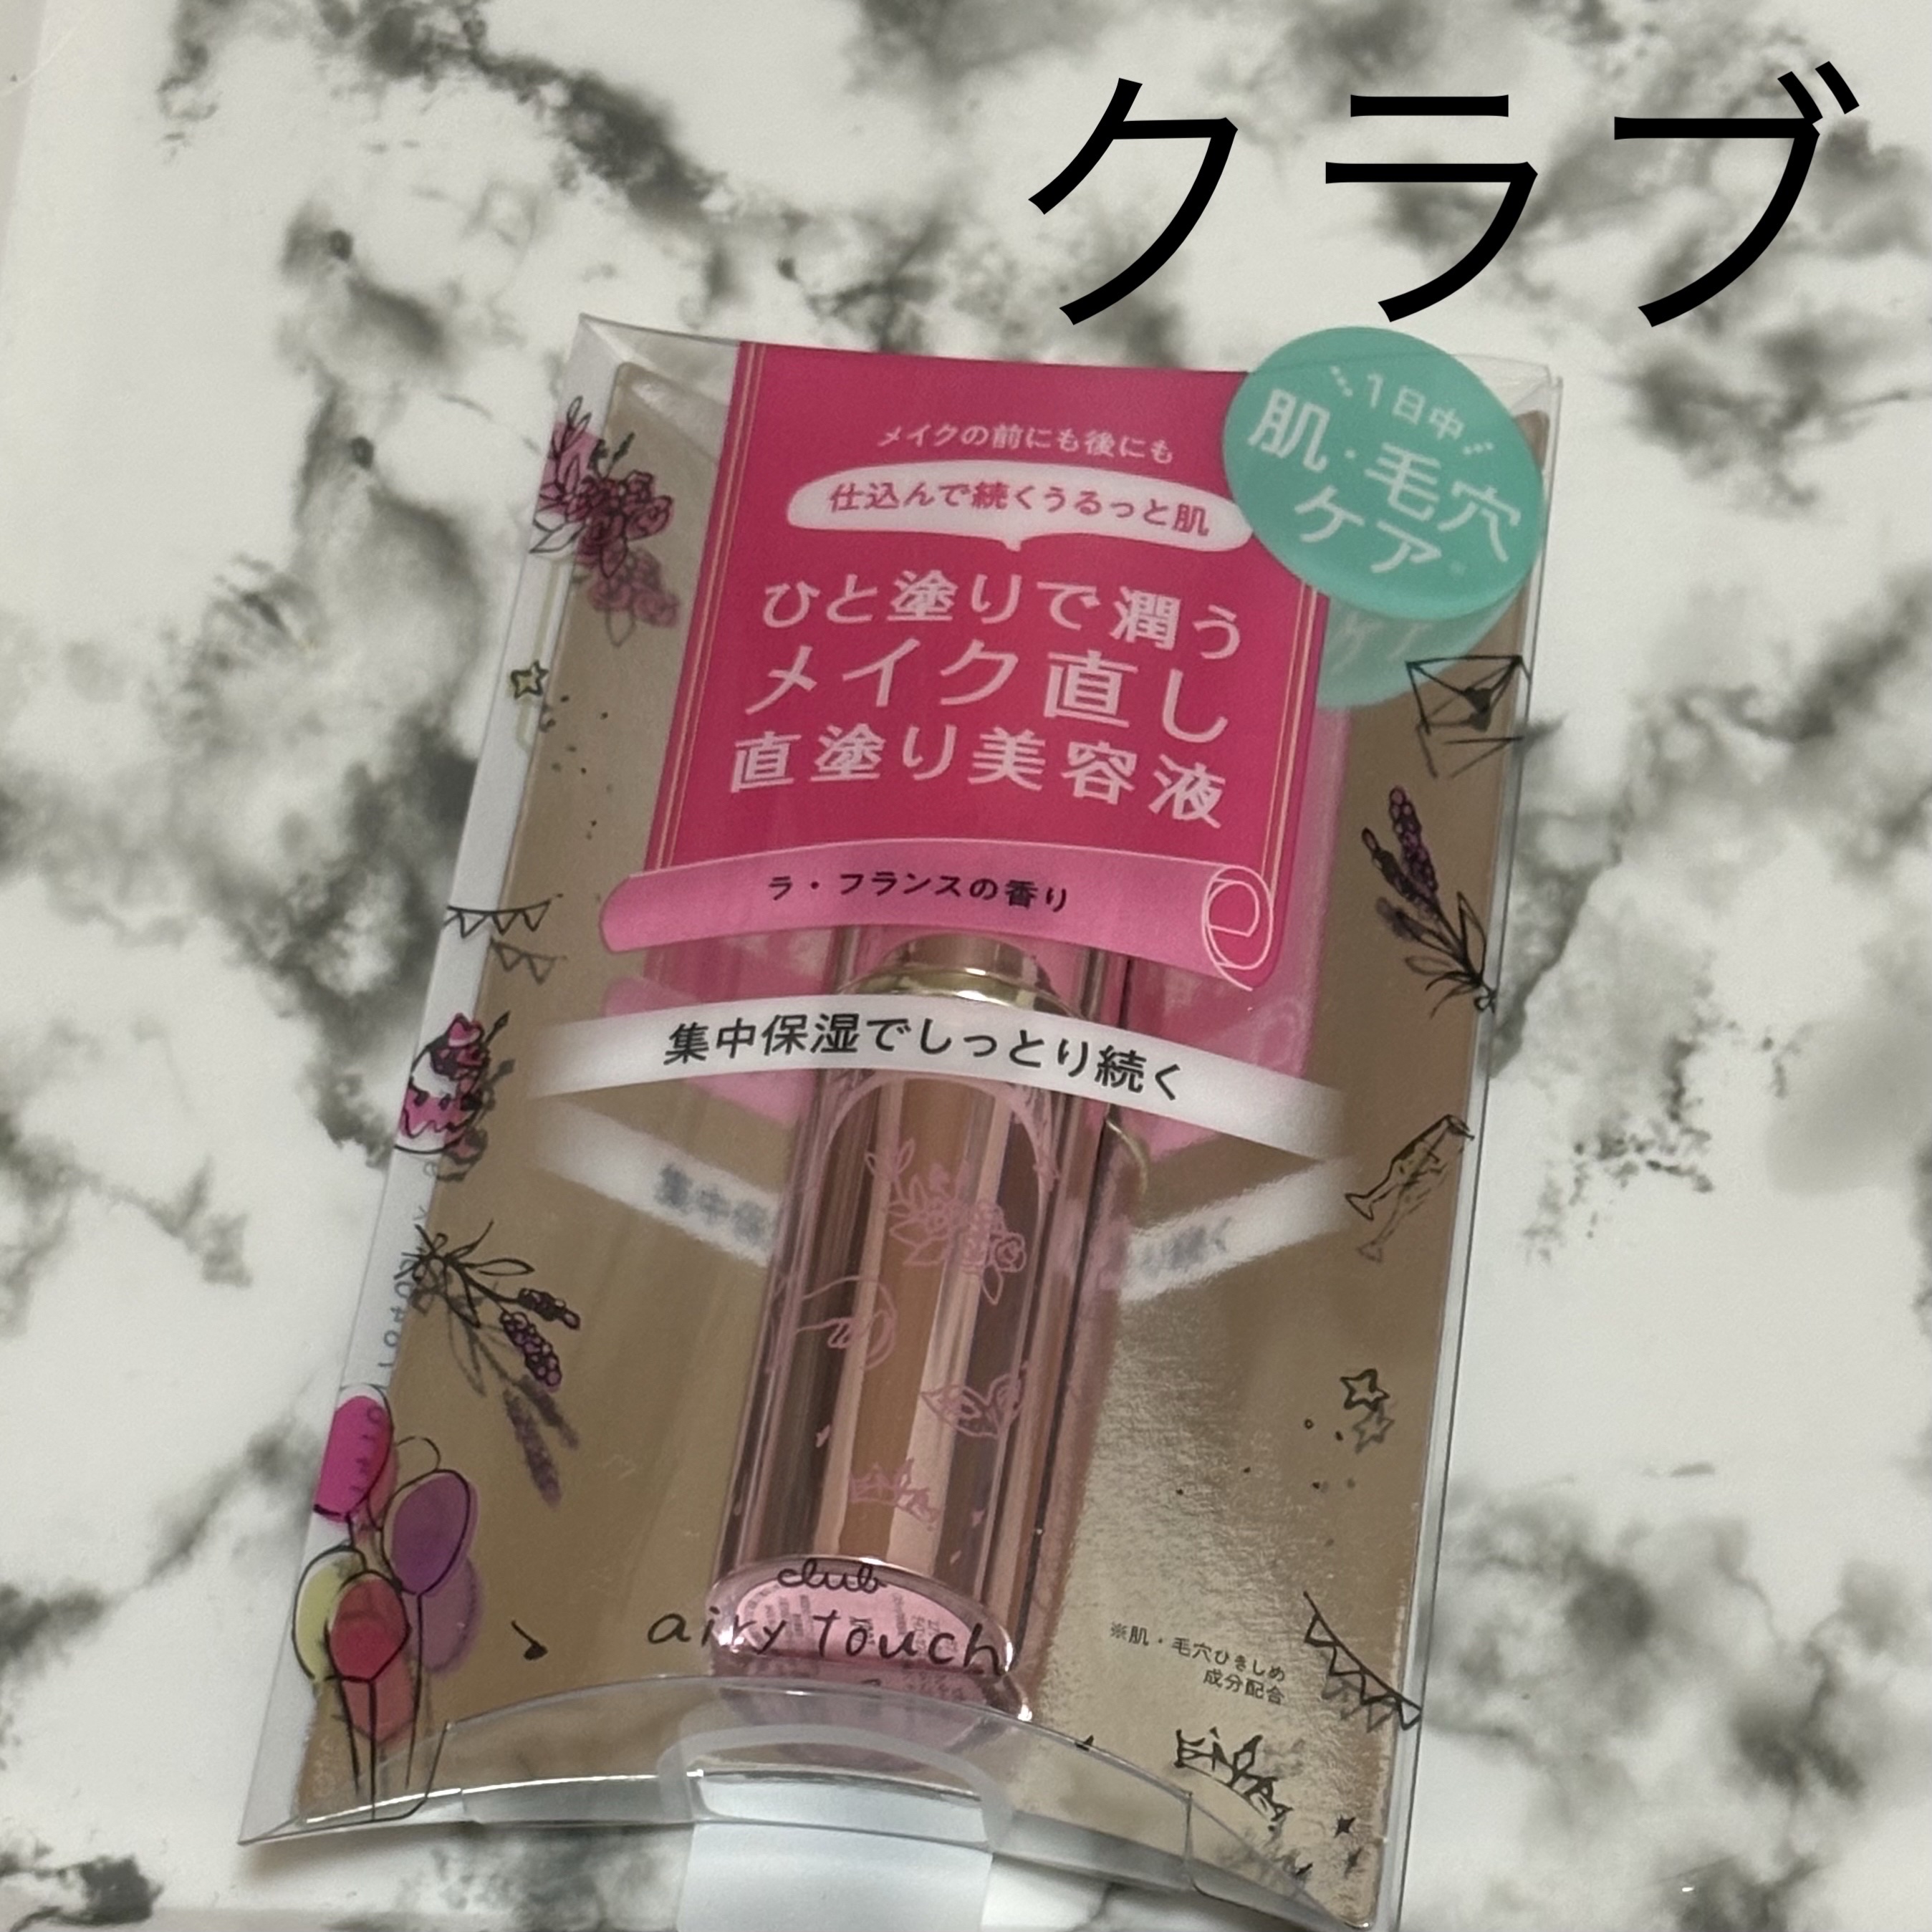 クラブ
1日中
肌・毛穴
ケア※
メイクの前にも後にも
仕込んで続くうるっと肌
ひと塗りで潤う
メイク直し
直塗り美容液
ラ・フランスの香り
集中保湿でしっとり続く
club
airy touch
※肌・毛穴ひきしめ
成分配合